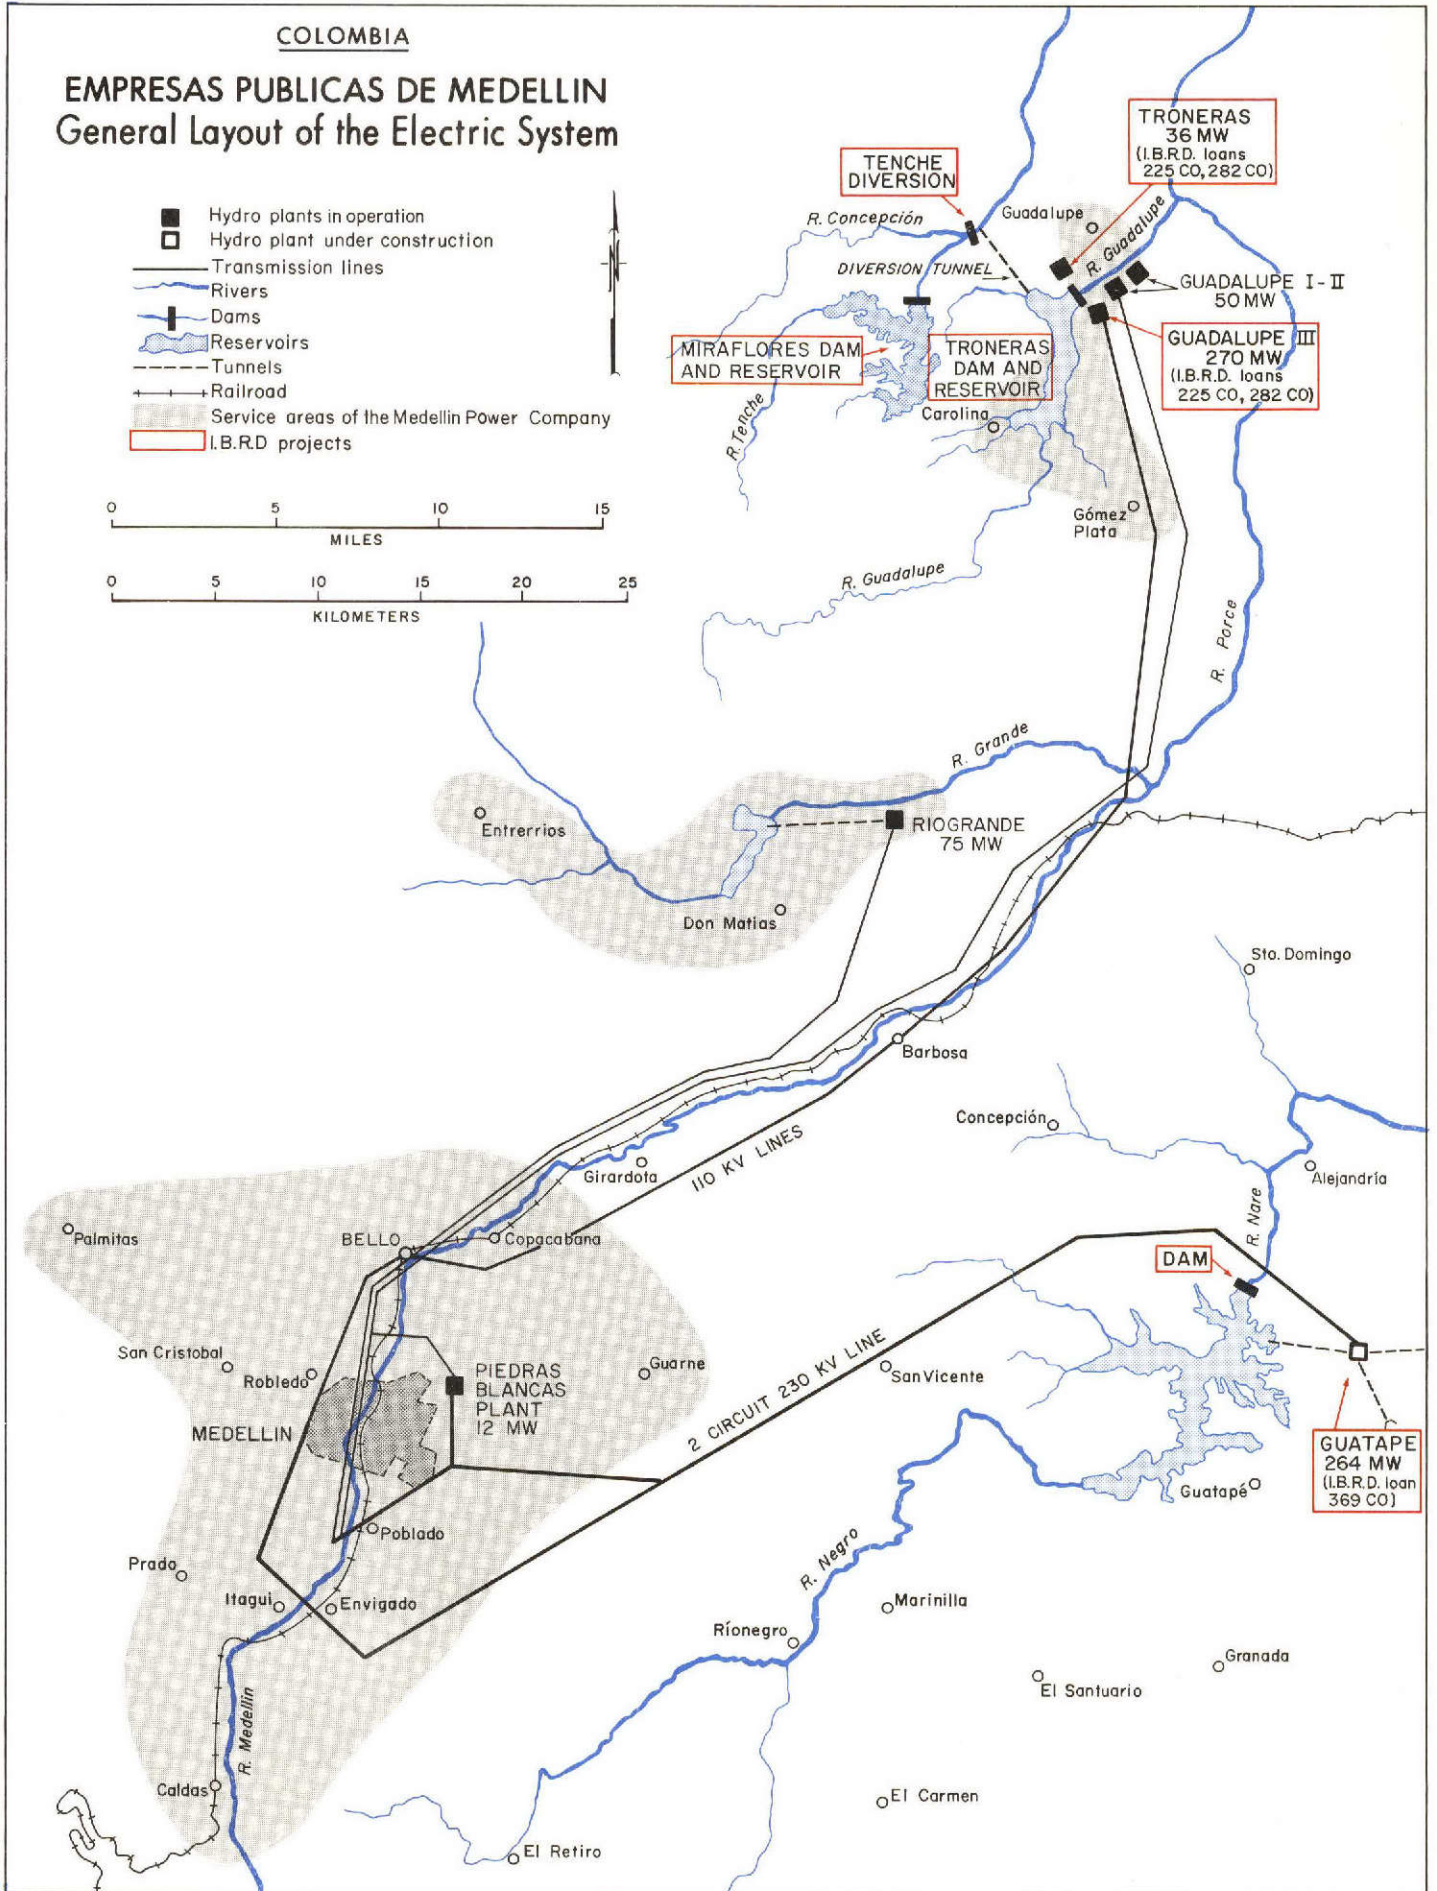 COLOMBIA
EMPRESAS PUBLICAS DE MEDELLIN
General Layout of the Electric System
Hydro plants in operation
Hydro plant under construction
Transmission lines
Rivers
Dams
Reservoirs
Tunnels
Railroad
Service areas of the Medellin Power Company
I.B.R.D projects
0 5 10 15
MILES
0 5 10 15 20 25
KILOMETERS
TRONERAS
36 MW
(I.B.R.D. loans
225 CO, 282 CO)
TENCHE
DIVERSION
R. Concepción
Guadalupe
R. Guadalupe
DIVERSION TUNNEL
GUADALUPE I-II
50 MW
MIRAFLORES DAM
AND RESERVOIR
TRONERAS
DAM AND
RESERVOIR
GUADALUPE III
270 MW
(I.B.R.D. loans
225 CO, 282 CO)
Carolina
R. Tenche
Gómez
Plata
R. Guadalupe
R. Porce
R. Grande
Entrerrios
RIOGRANDE
75 MW
Don Matias
Sto. Domingo
Barbosa
Concepción
110 KV LINES
Girardota
Alejandría
R. Nare
Palmitas
BELLO
Copacabana
DAM
San Cristobal
Robledo
PIEDRAS
BLANCAS
PLANT
12 MW
Guarne
San Vicente
2 CIRCUIT 230 KV LINE
MEDELLIN
GUATAPE
264 MW
(I.B.R.D. loan
369 CO)
Guatapé
Poblado
R. Negro
Prado
Itagui
Envigado
Marinilla
Ríonegro
Granada
El Santuario
R. Medellin
Caldas
El Carmen
El Retiro